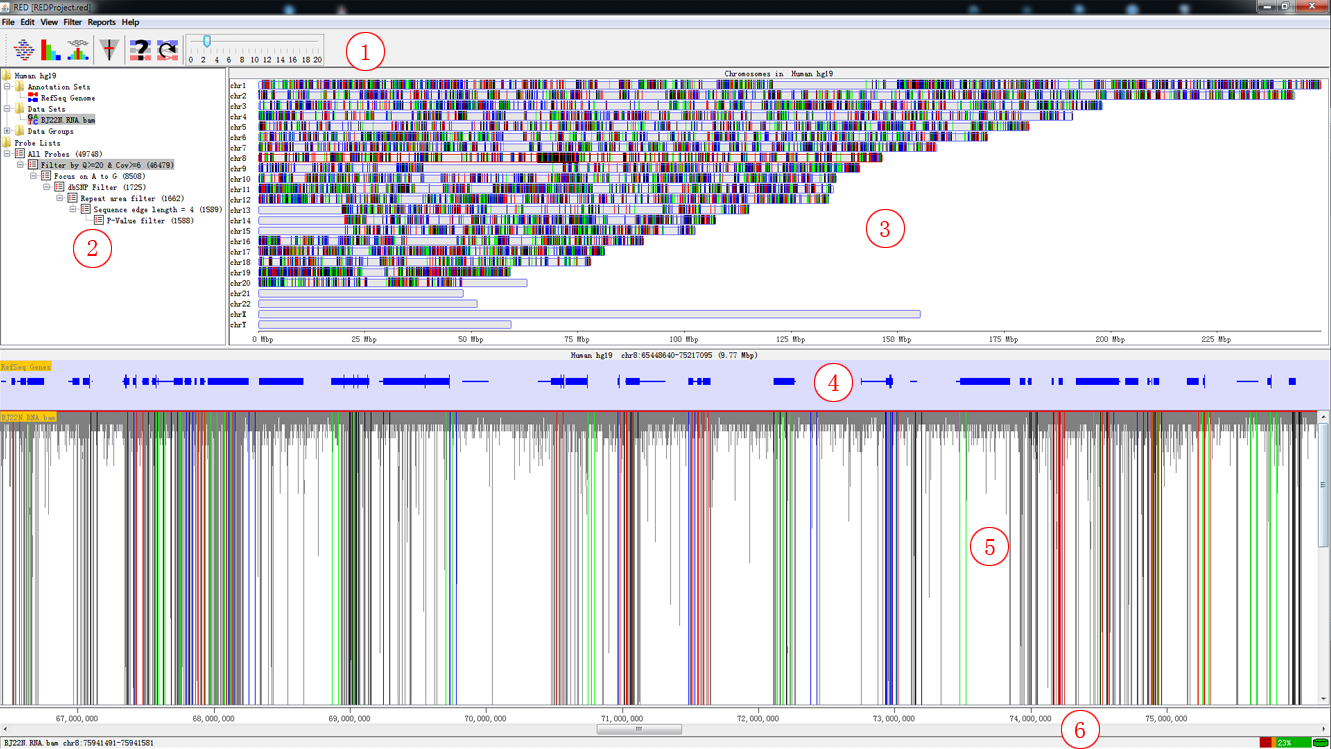 RED [REDProject.red]
File Edit View Filter Reports Help
0 2 4 6 8 10 12 14 16 18 20
①
Human hg19
Annotation Sets
RefSeq Genome
Data Sets
BJ22N.RNA.bam
Data Groups
Probe Lists
All Probes (49748)
Filter by Q>=20 & Cov>=6 (46479)
Focus on A to G (8508)
dbSNP Filter (1725)
Repeat area filter (1662)
Sequence edge length = 4 (1589)
P-Value filter (1588)
②
Chromosomes in Human hg19
chr1
chr2
chr3
chr4
chr5
chr6
chr7
chr8
chr9
chr10
chr11
chr12
chr13
chr14
chr15
chr16
chr17
chr18
chr19
chr20
chr21
chr22
chrX
chrY
③
0 Mbp 25 Mbp 50 Mbp 75 Mbp 100 Mbp 125 Mbp 150 Mbp 175 Mbp 200 Mbp 225 Mbp
Human hg19 chr8:65448640-75217095 (9.77 Mbp)
RefSeq Genes
④
BJ22N.RNA.bam
⑤
67,000,000 68,000,000 69,000,000 70,000,000 71,000,000 72,000,000 73,000,000 74,000,000 75,000,000
⑥
BJ22N.RNA.bam chr8:75941491-75941581
23%